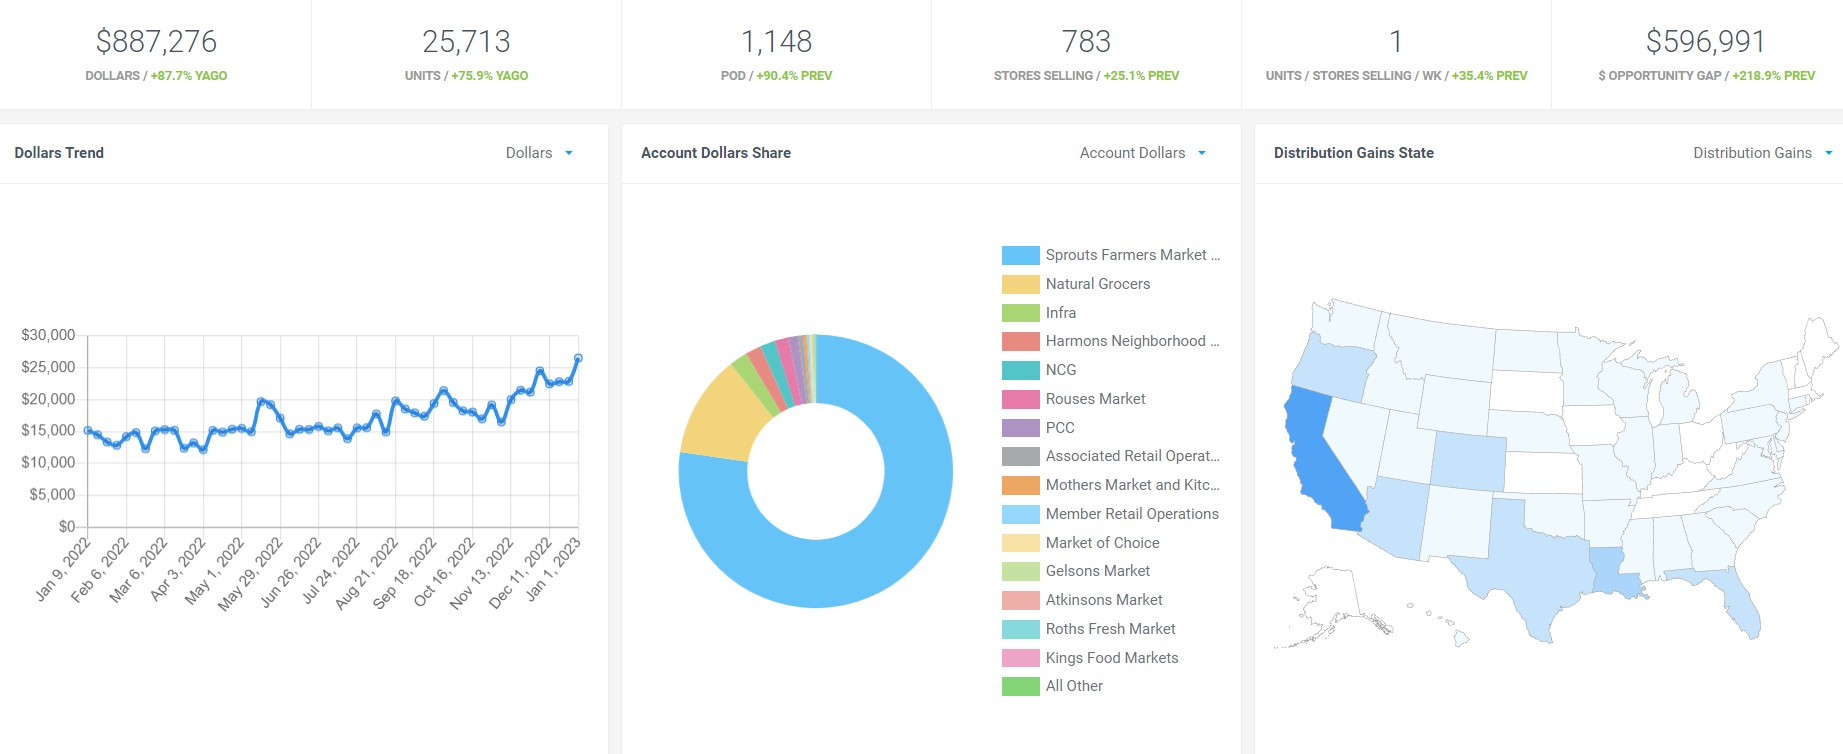 $887,276
DOLLARS / +87.7% YAGO
25,713
UNITS / +75.9% YAGO
1,148
POD / +90.4% PREV
783
STORES SELLING / +25.1% PREV
1
UNITS / STORES SELLING / WK / +35.4% PREV
$596,991
$ OPPORTUNITY GAP / +218.9% PREV
Dollars Trend
Dollars
$30,000
$25,000
$20,000
$15,000
$10,000
$5,000
$0
Jan 9, 2022
Feb 6, 2022
Mar 6, 2022
Apr 3, 2022
May 1, 2022
May 29, 2022
Jun 26, 2022
Jul 24, 2022
Aug 21, 2022
Sep 18, 2022
Oct 16, 2022
Nov 13, 2022
Dec 11, 2022
Jan 1, 2023
Account Dollars Share
Account Dollars
Sprouts Farmers Market ...
Natural Grocers
Infra
Harmons Neighborhood ...
NCG
Rouses Market
PCC
Associated Retail Operat...
Mothers Market and Kitc...
Member Retail Operations
Market of Choice
Gelsons Market
Atkinsons Market
Roths Fresh Market
Kings Food Markets
All Other
Distribution Gains State
Distribution Gains